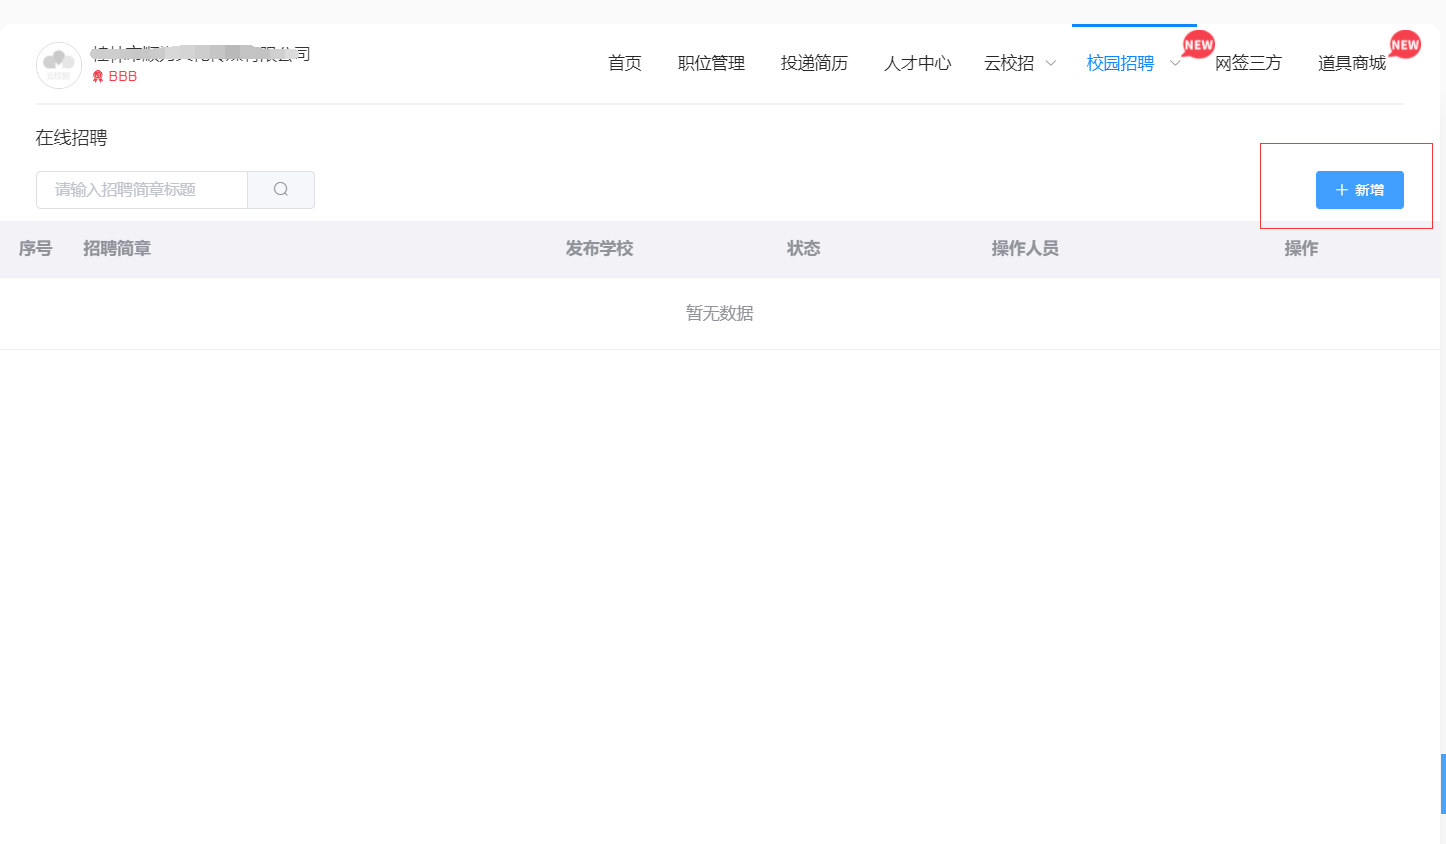 公司
BBB
首页 职位管理 投递简历 人才中心 云校招 校园招聘 NEW 网签三方 道具商城 NEW
在线招聘
请输入招聘简章标题
新增
序号 招聘简章 发布学校 状态 操作人员 操作
暂无数据